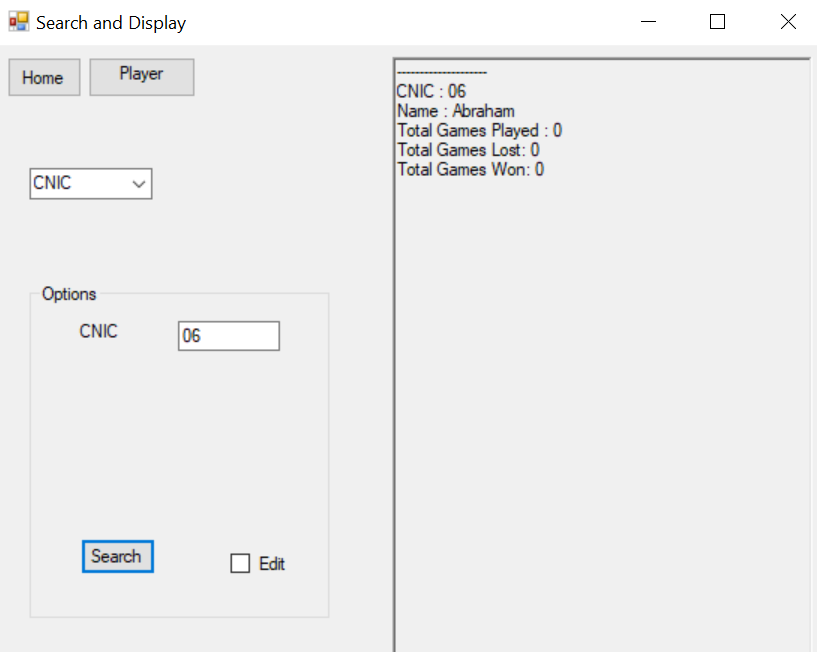 Search and Display
Home
Player
CNIC
Options
CNIC
06
Search
Edit
--------------------
CNIC : 06
Name : Abraham
Total Games Played : 0
Total Games Lost: 0
Total Games Won: 0